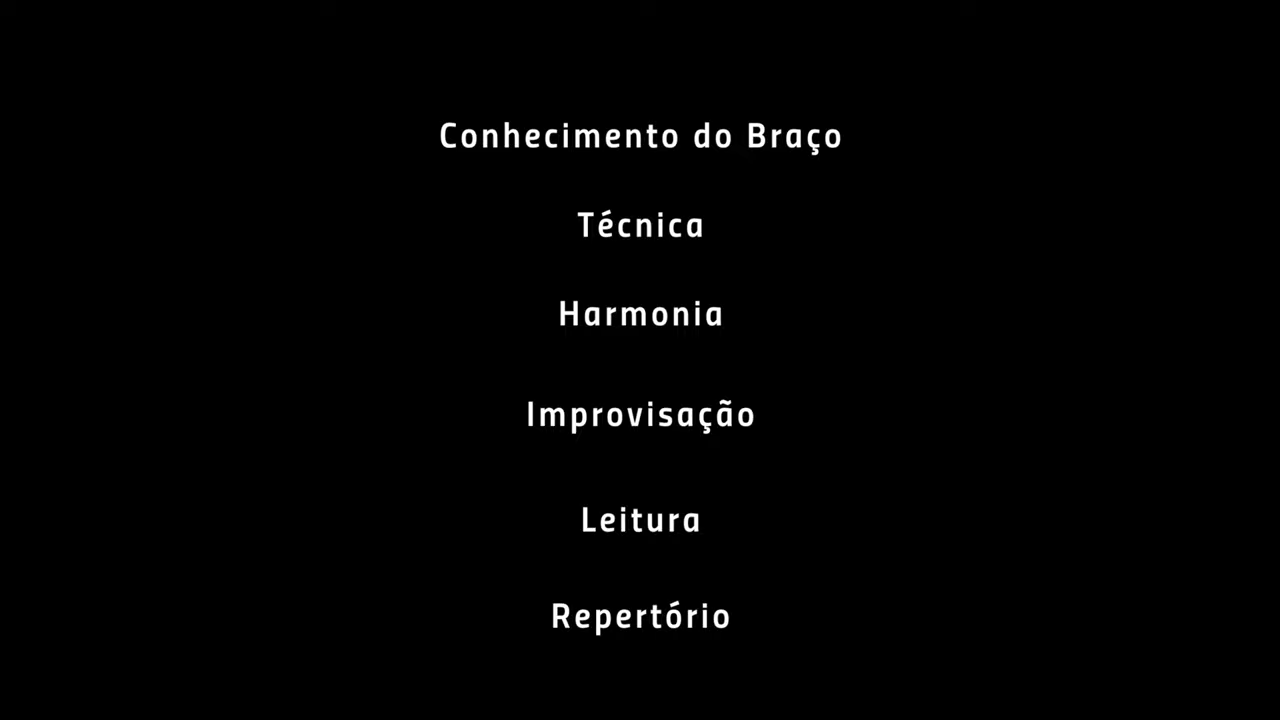 Conhecimento do Braço
Técnica
Harmonia
Improvisação
Leitura
Repertório